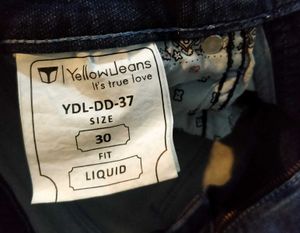 YellowJeans
It's true love
YDL-DD-37
SIZE
30
FIT
LIQUID